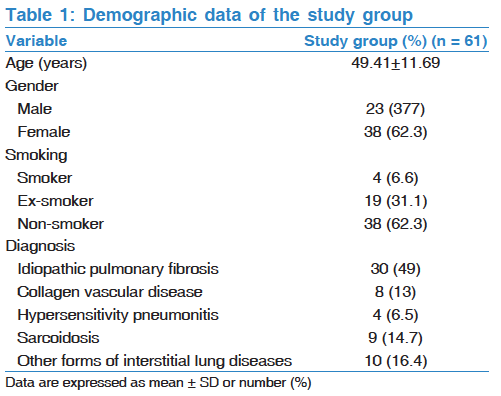 Table 1: Demographic data of the study group
Variable Study group (%) (n = 61)
Age (years) 49.41±11.69
Gender
Male 23 (377)
Female 38 (62.3)
Smoking
Smoker 4 (6.6)
Ex-smoker 19 (31.1)
Non-smoker 38 (62.3)
Diagnosis
Idiopathic pulmonary fibrosis 30 (49)
Collagen vascular disease 8 (13)
Hypersensitivity pneumonitis 4 (6.5)
Sarcoidosis 9 (14.7)
Other forms of interstitial lung diseases 10 (16.4)
Data are expressed as mean ± SD or number (%)